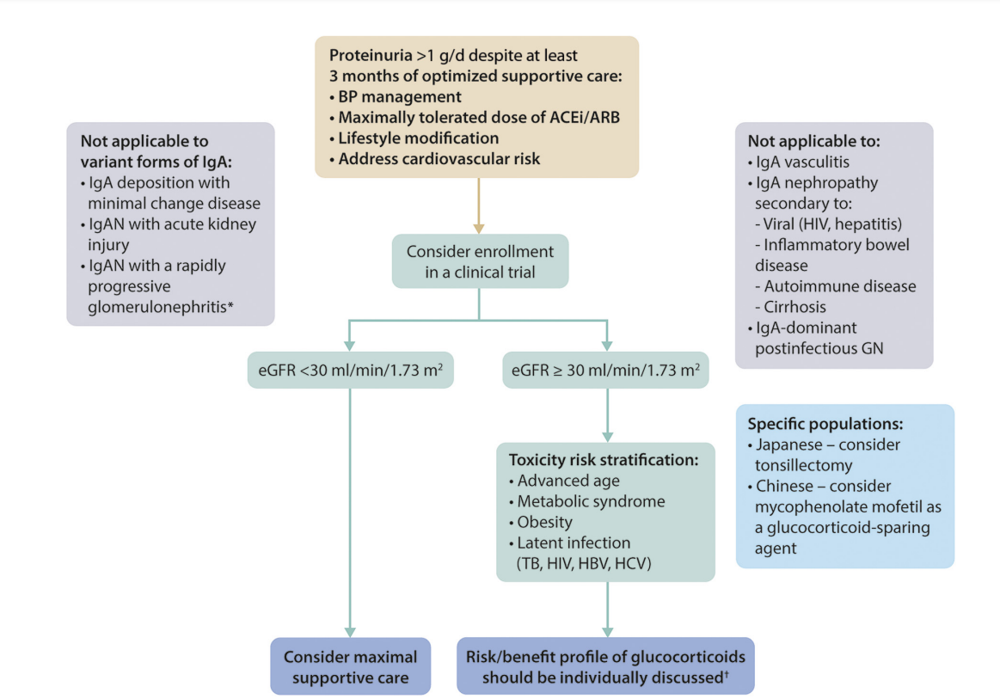 Proteinuria >1 g/d despite at least
3 months of optimized supportive care:
• BP management
• Maximally tolerated dose of ACEi/ARB
• Lifestyle modification
• Address cardiovascular risk
Not applicable to
variant forms of IgA:
• IgA deposition with
minimal change disease
• IgAN with acute kidney
injury
• IgAN with a rapidly
progressive
glomerulonephritis*
Not applicable to:
• IgA vasculitis
• IgA nephropathy
secondary to:
- Viral (HIV, hepatitis)
- Inflammatory bowel
disease
- Autoimmune disease
- Cirrhosis
• IgA-dominant
postinfectious GN
Consider enrollment
in a clinical trial
eGFR <30 ml/min/1.73 m²
eGFR ≥ 30 ml/min/1.73 m²
Specific populations:
• Japanese – consider
tonsillectomy
• Chinese – consider
mycophenolate mofetil as
a glucocorticoid-sparing
agent
Toxicity risk stratification:
• Advanced age
• Metabolic syndrome
• Obesity
• Latent infection
(TB, HIV, HBV, HCV)
Consider maximal
supportive care
Risk/benefit profile of glucocorticoids
should be individually discussed†